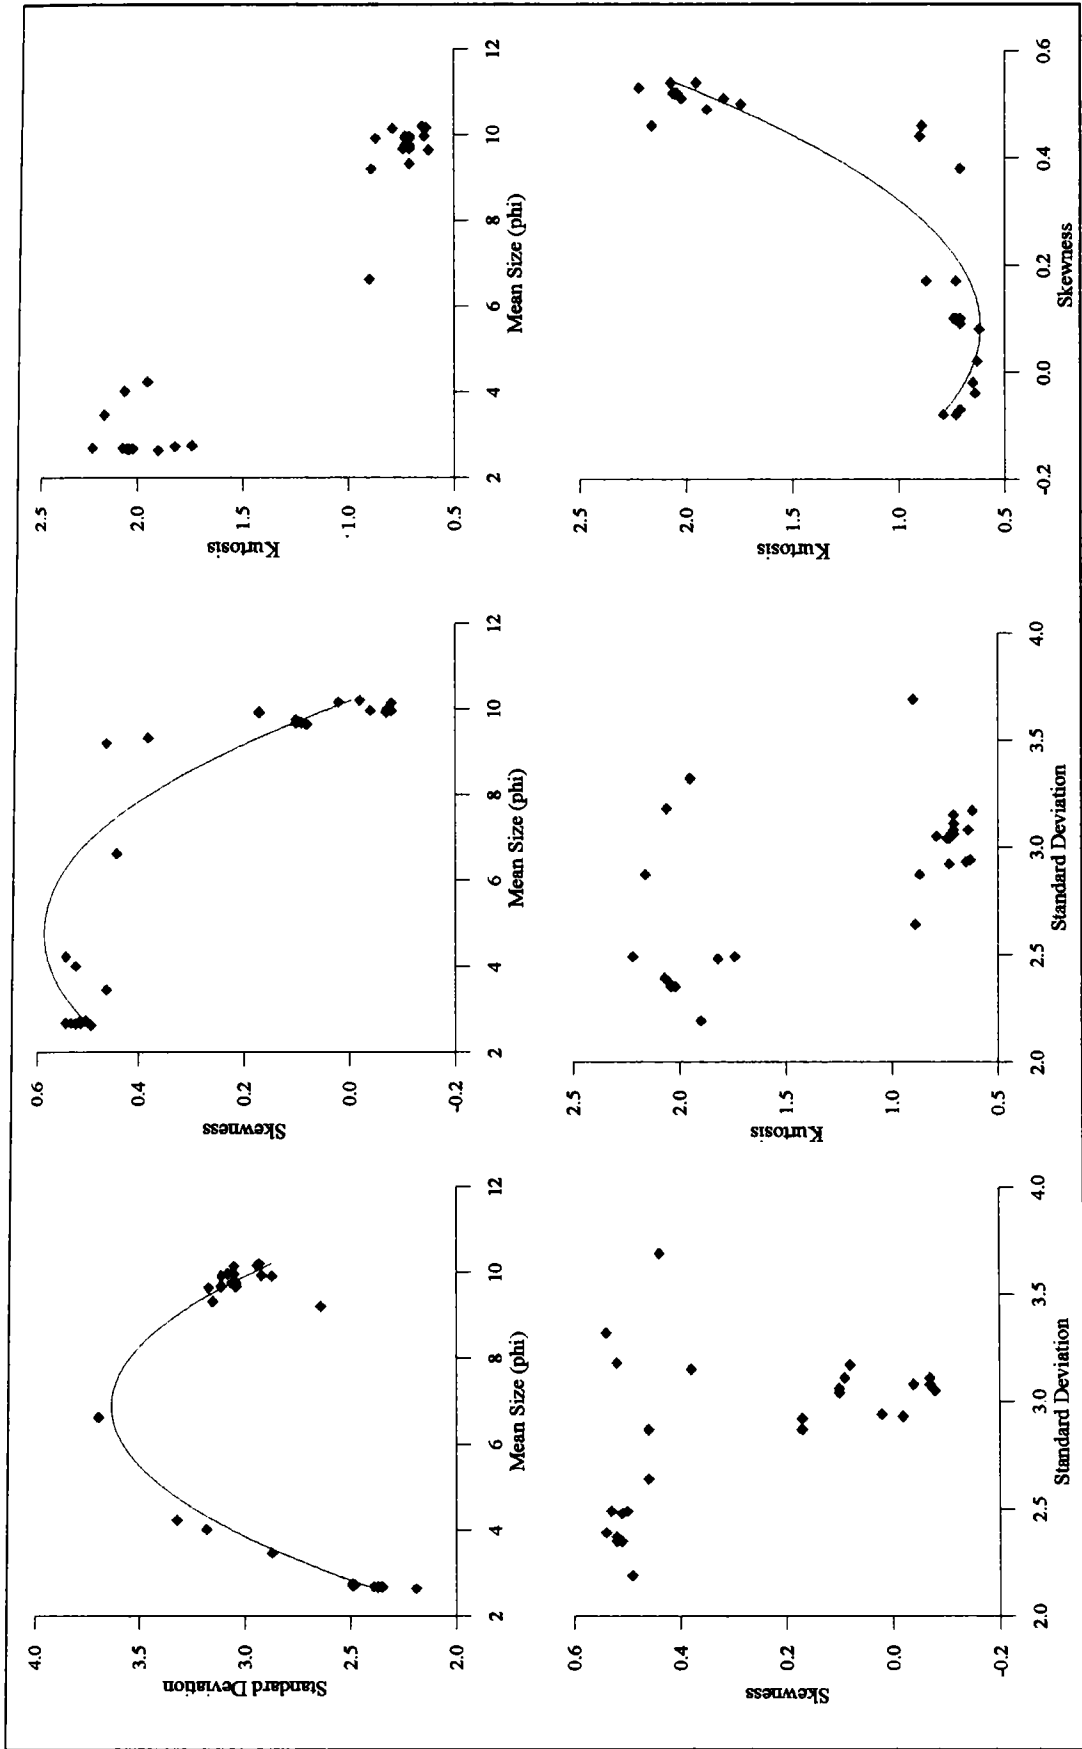 Standard Deviation
4.0
3.5
3.0
2.5
2.0
2 4 6 8 10 12
Mean Size (phi)
Skewness
0.6
0.4
0.2
0.0
-0.2
2 4 6 8 10 12
Mean Size (phi)
Kurtosis
2.5
2.0
1.5
1.0
0.5
2 4 6 8 10 12
Mean Size (phi)
Skewness
0.6
0.4
0.2
0.0
-0.2
2.0 2.5 3.0 3.5 4.0
Standard Deviation
Kurtosis
2.5
2.0
1.5
1.0
0.5
2.0 2.5 3.0 3.5 4.0
Standard Deviation
Kurtosis
2.5
2.0
1.5
1.0
0.5
-0.2 0.0 0.2 0.4 0.6
Skewness